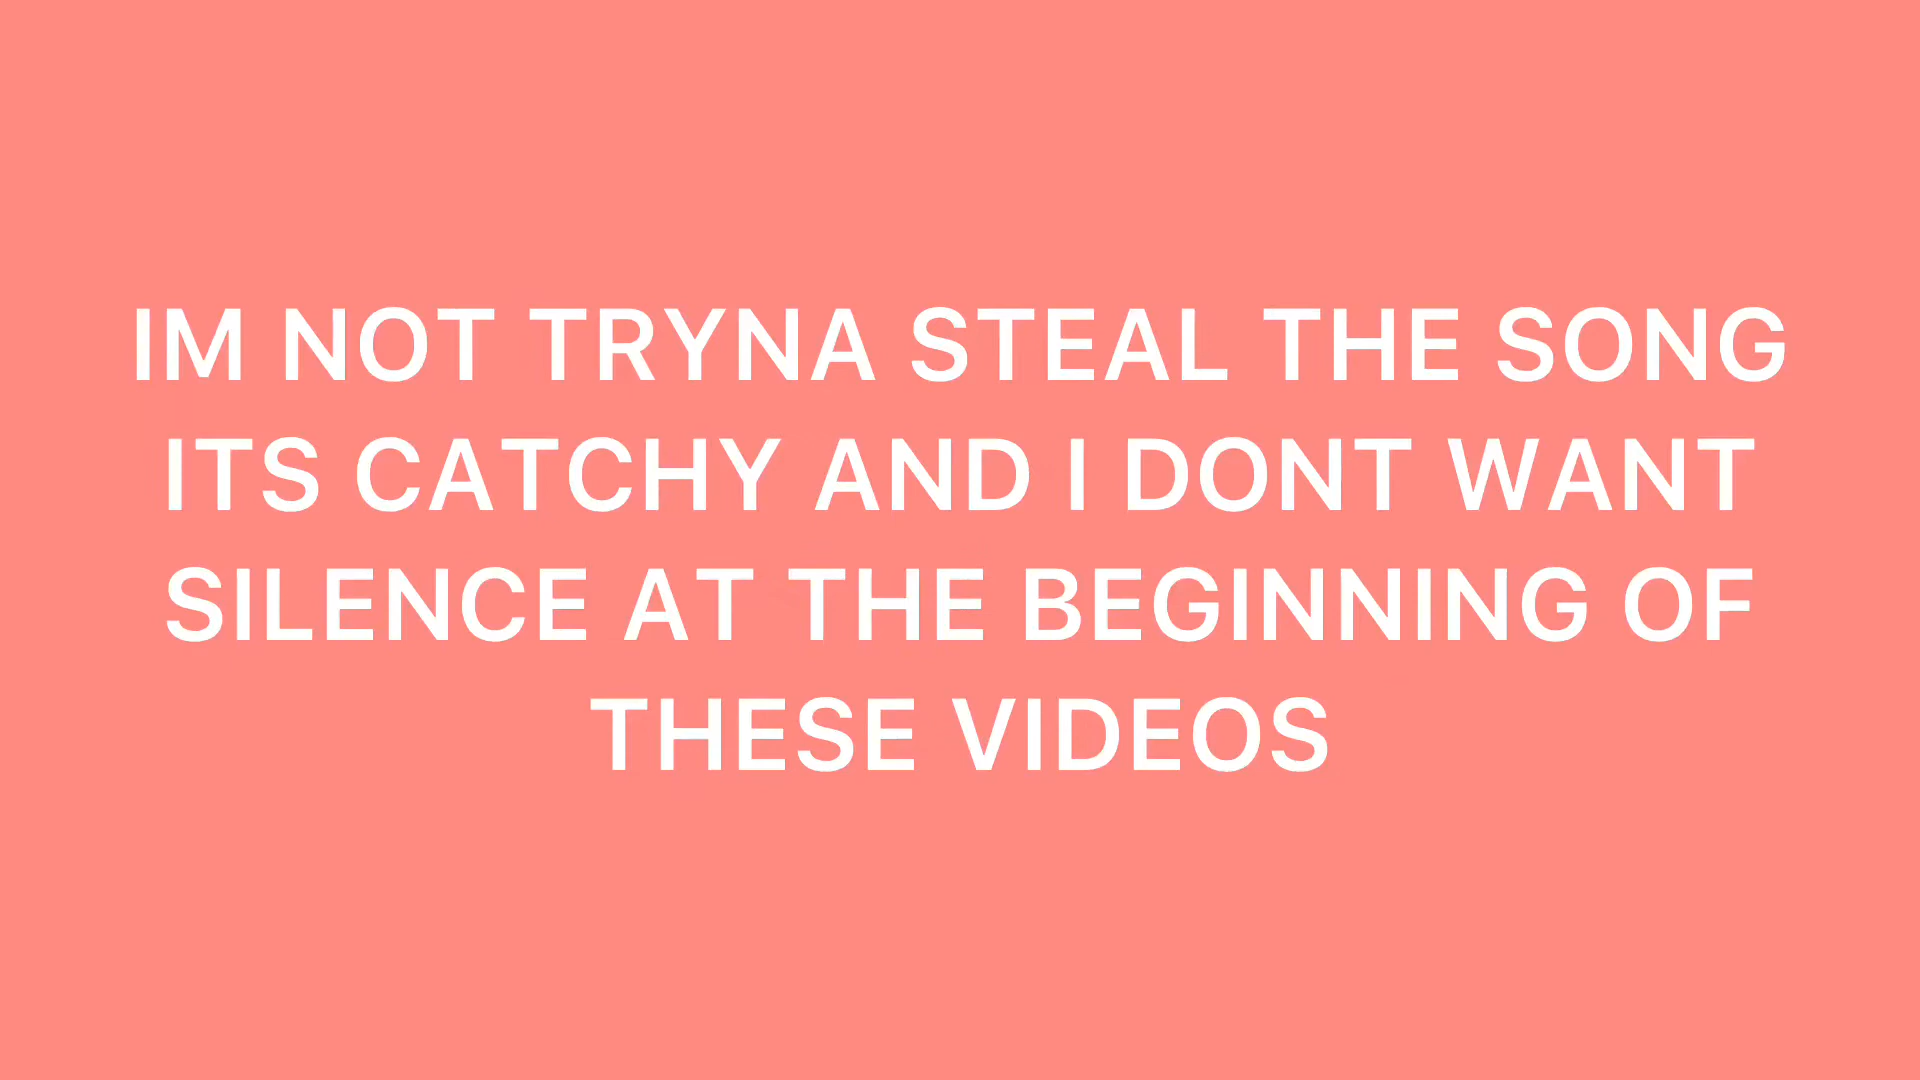 IM NOT TRYNA STEAL THE SONG
ITS CATCHY AND I DONT WANT
SILENCE AT THE BEGINNING OF
THESE VIDEOS